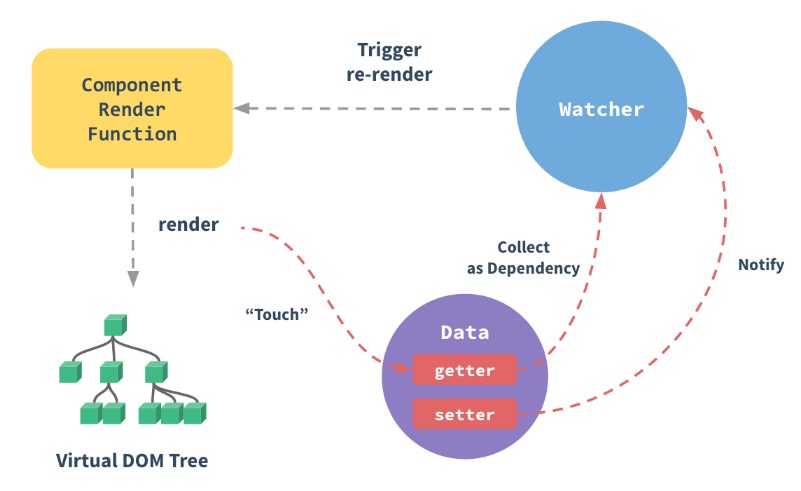 Trigger
re-render
Component
Render
Function
Watcher
render
Collect
as Dependency
Notify
“Touch”
Data
getter
setter
Virtual DOM Tree